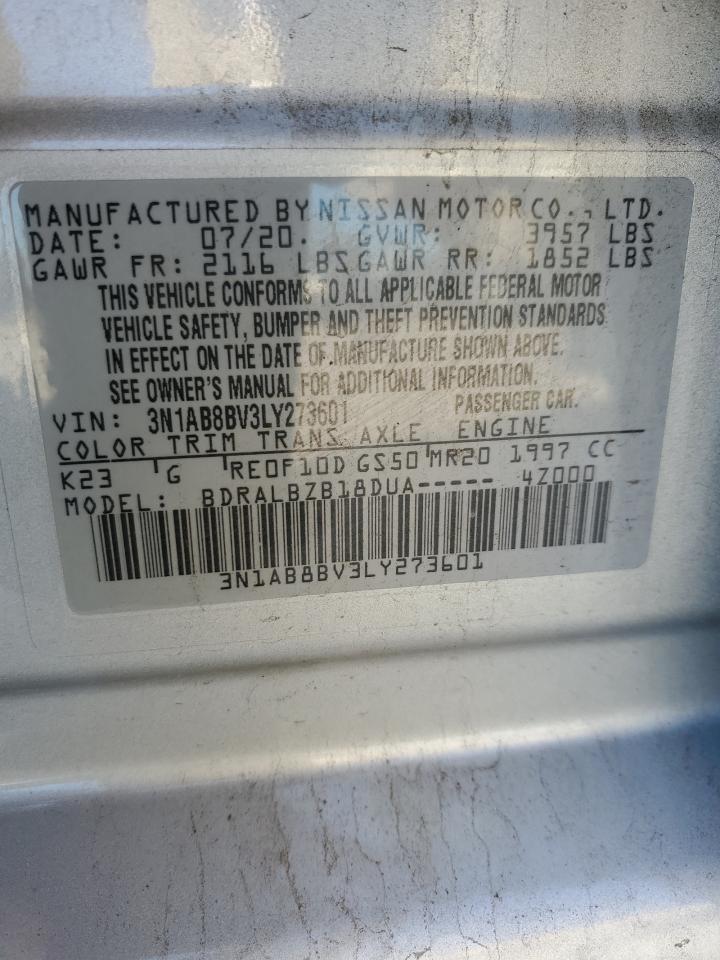 MANUFACTURED BY NISSAN MOTOR CO., LTD.
DATE: 07/20. GVWR: 3957 LBS
GAWR FR: 2116 LBS GAWR RR: 1852 LBS
THIS VEHICLE CONFORMS TO ALL APPLICABLE FEDERAL MOTOR
VEHICLE SAFETY, BUMPER AND THEFT PREVENTION STANDARDS
IN EFFECT ON THE DATE OF MANUFACTURE SHOWN ABOVE.
SEE OWNER'S MANUAL FOR ADDITIONAL INFORMATION.
VIN: 3N1AB8BV3LY273601 PASSENGER CAR.
COLOR TRIM TRANS AXLE ENGINE
K23 G RE0F10D GS50 MR20 1997 CC
MODEL: BDRALBZB18DUA----- 4Z000
3N1AB8BV3LY273601